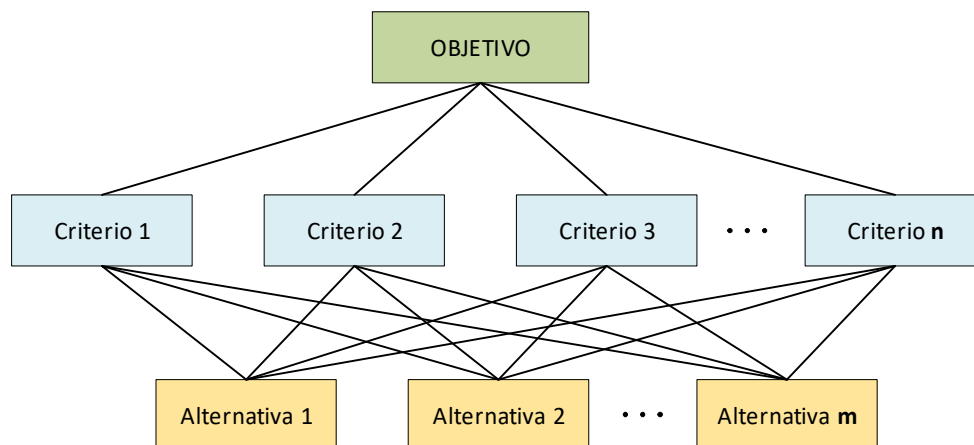 OBJETIVO
Criterio 1 Criterio 2 Criterio 3 ... Criterio n
Alternativa 1 Alternativa 2 ... Alternativa m